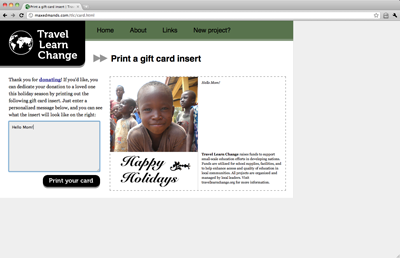 Print a gift card insert | T
maxedmonds.com/tlc/card.html
Travel
Learn
Change
Home About Links New project?
Print a gift card insert
Thank you for donating! If you'd like, you
can dedicate your donation to a loved one
this holiday season by printing out the
following gift card insert. Just enter a
personalized message below, and you can see
what the insert will look like on the right:
Hello Mom!
Print your card
Hello Mom!
Happy
Holidays
Travel Learn Change raises funds to support
small-scale education efforts in developing nations.
Funds are utilized for school supplies, facilities, and
to help enhance access and quality of education in
local communities. All projects are organized and
managed by local leaders. Visit
travellearnchange.org for more information.